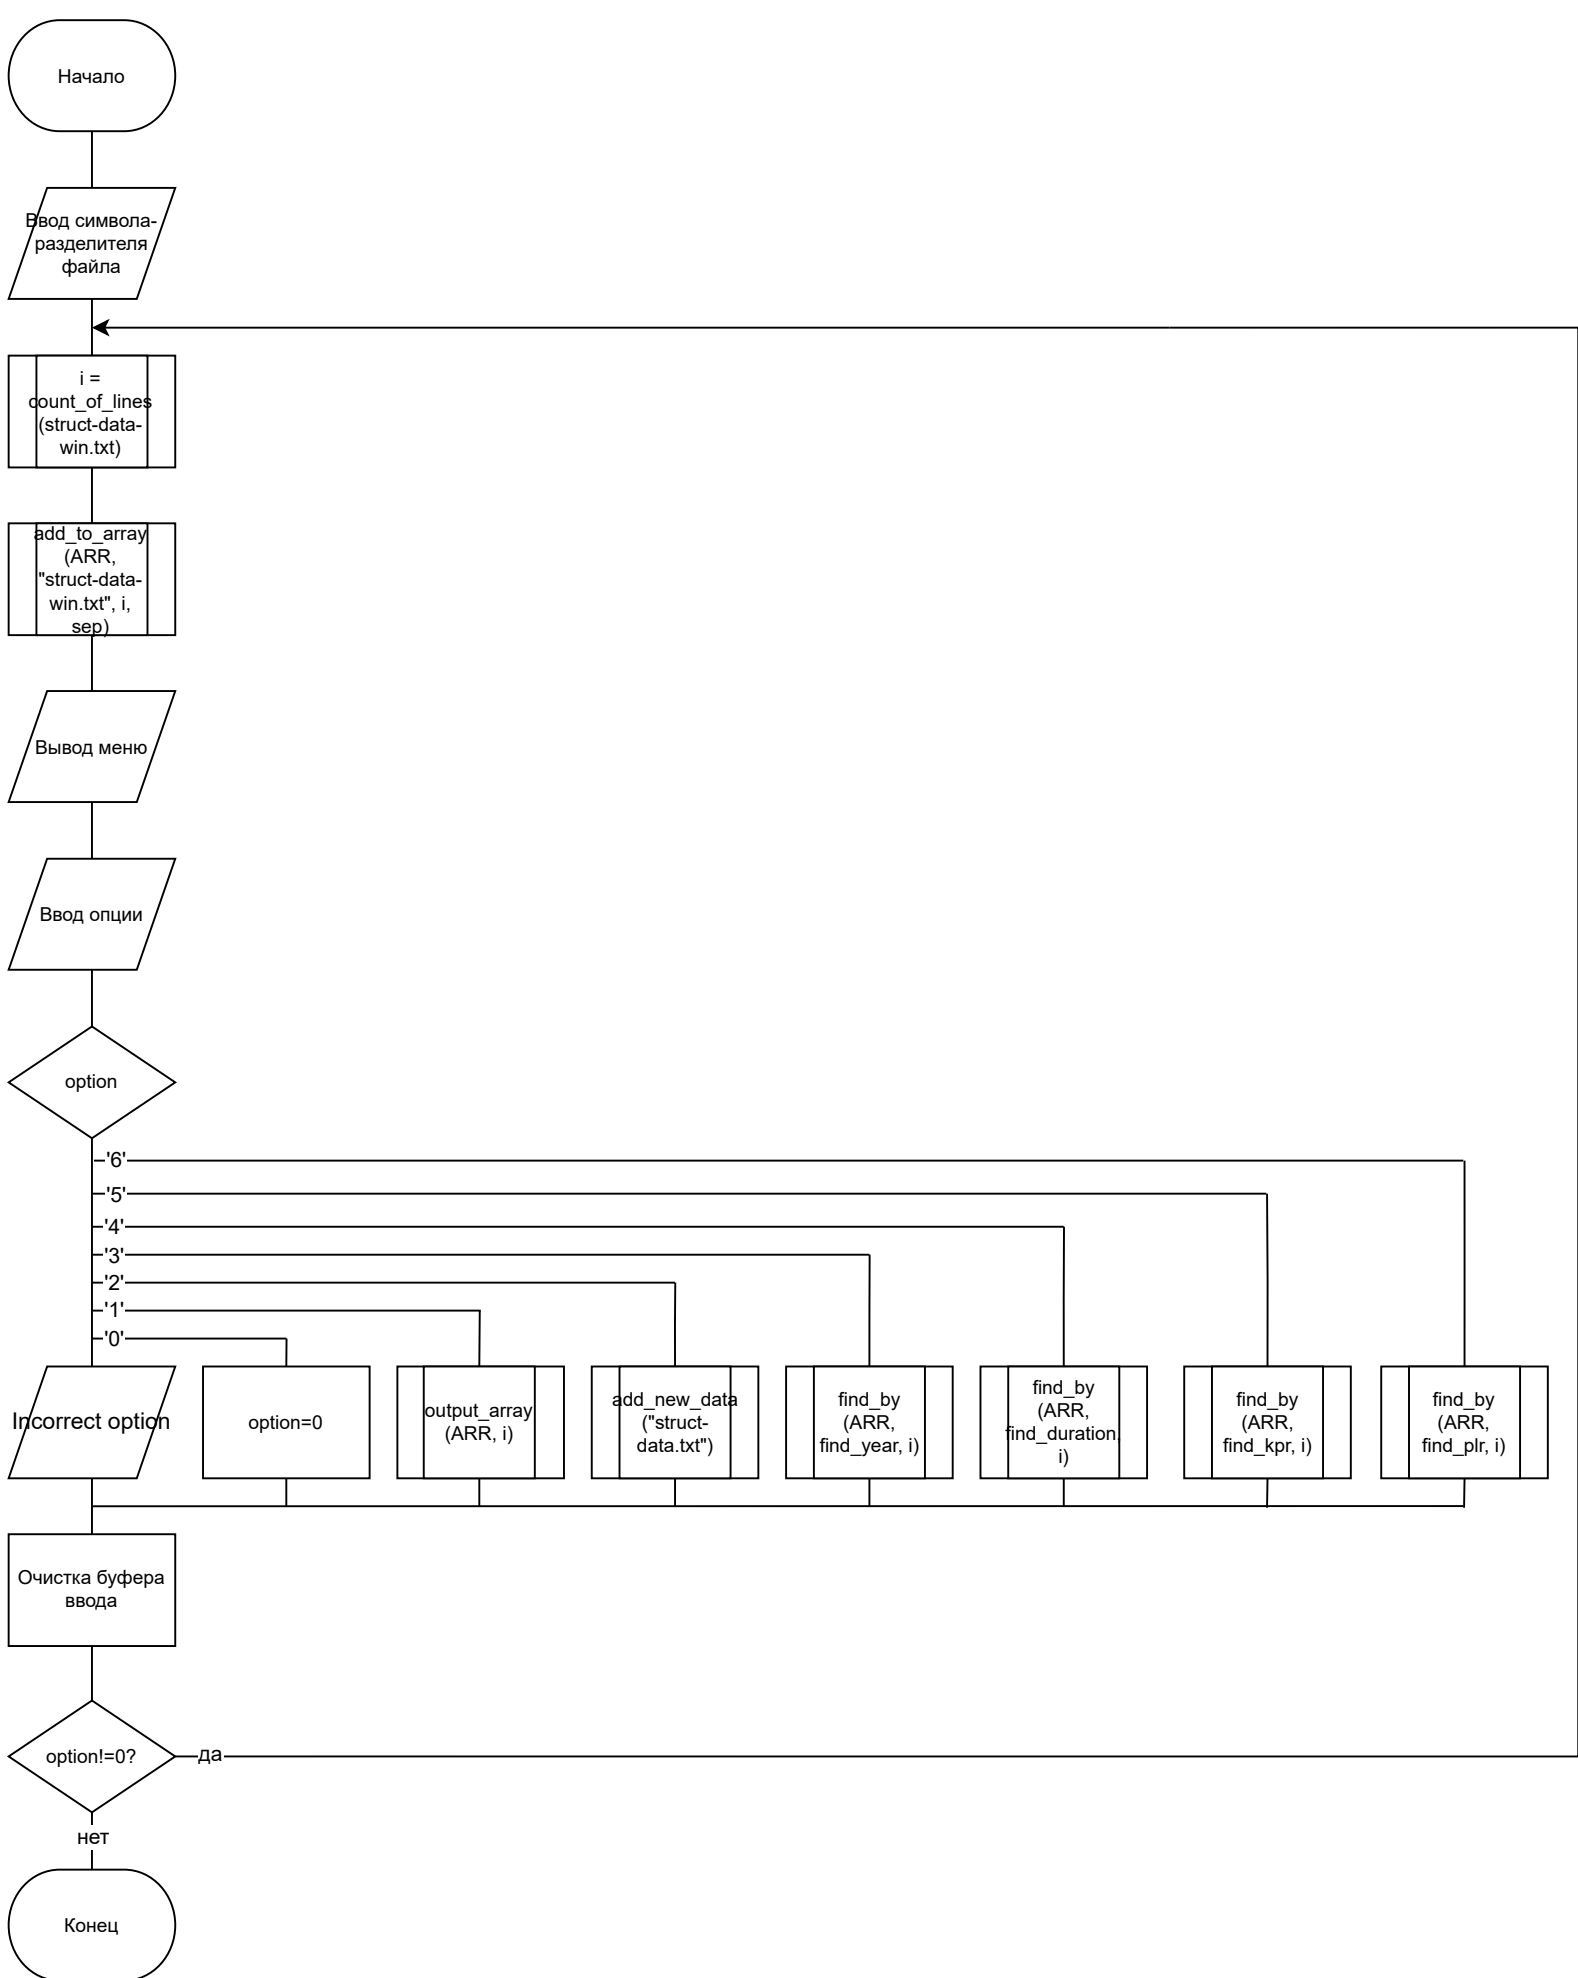 Начало
Ввод символа-
разделителя
файла
i =
count_of_lines
(struct-data-
win.txt)
add_to_array
(ARR,
"struct-data-
win.txt", i,
sep)
Вывод меню
Ввод опции
option
'6'
'5'
'4'
'3'
'2'
'1'
'0'
Incorrect option
option=0
output_array
(ARR, i)
add_new_data
("struct-
data.txt")
find_by
(ARR,
find_year, i)
find_by
(ARR,
find_duration,
i)
find_by
(ARR,
find_kpr, i)
find_by
(ARR,
find_plr, i)
Очистка буфера
ввода
option!=0?
да
нет
Конец